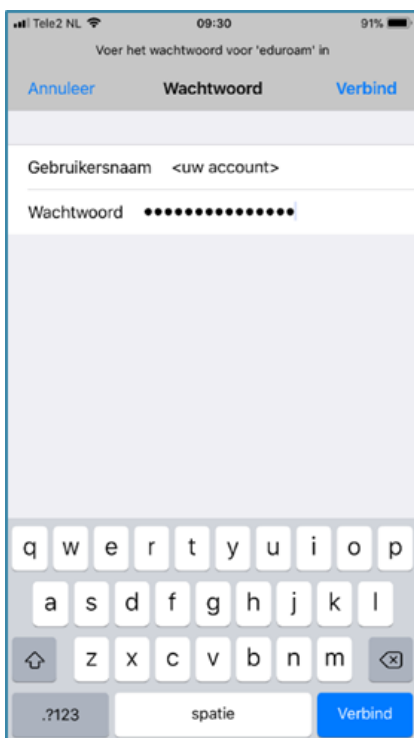 Tele2 NL 09:30 91%
Voer het wachtwoord voor 'eduroam' in
Annuleer Wachtwoord Verbind
Gebruikersnaam <uw account>
Wachtwoord ●●●●●●●●●●●●●●●
q w e r t y u i o p
a s d f g h j k l
z x c v b n m
.?123 spatie Verbind